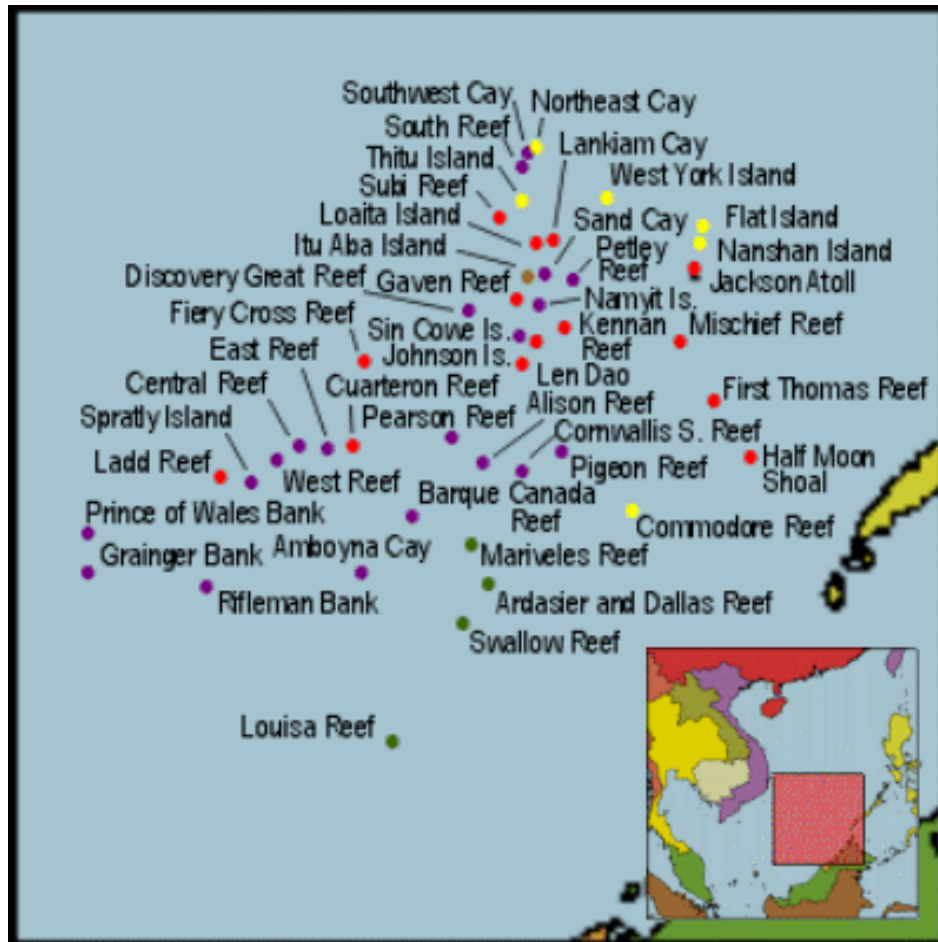 Southwest Cay
Northeast Cay
South Reef
Lankiam Cay
Thitu Island
West York Island
Subi Reef
Loaita Island
Sand Cay
Flat Island
Itu Aba Island
Petley
Reef
Nanshan Island
Discovery Great Reef
Gaven Reef
Jackson Atoll
Namyit Is.
Fiery Cross Reef
Sin Cowe Is.
Kennan
Reef
Mischief Reef
East Reef
Johnson Is.
Len Dao
Central Reef
Cuarteron Reef
First Thomas Reef
Alison Reef
Spratly Island
Pearson Reef
Cornwallis S. Reef
Ladd Reef
Half Moon
Shoal
West Reef
Pigeon Reef
Barque Canada
Reef
Prince of Wales Bank
Commodore Reef
Grainger Bank
Amboyna Cay
Mariveles Reef
Rifleman Bank
Ardasier and Dallas Reef
Swallow Reef
Louisa Reef